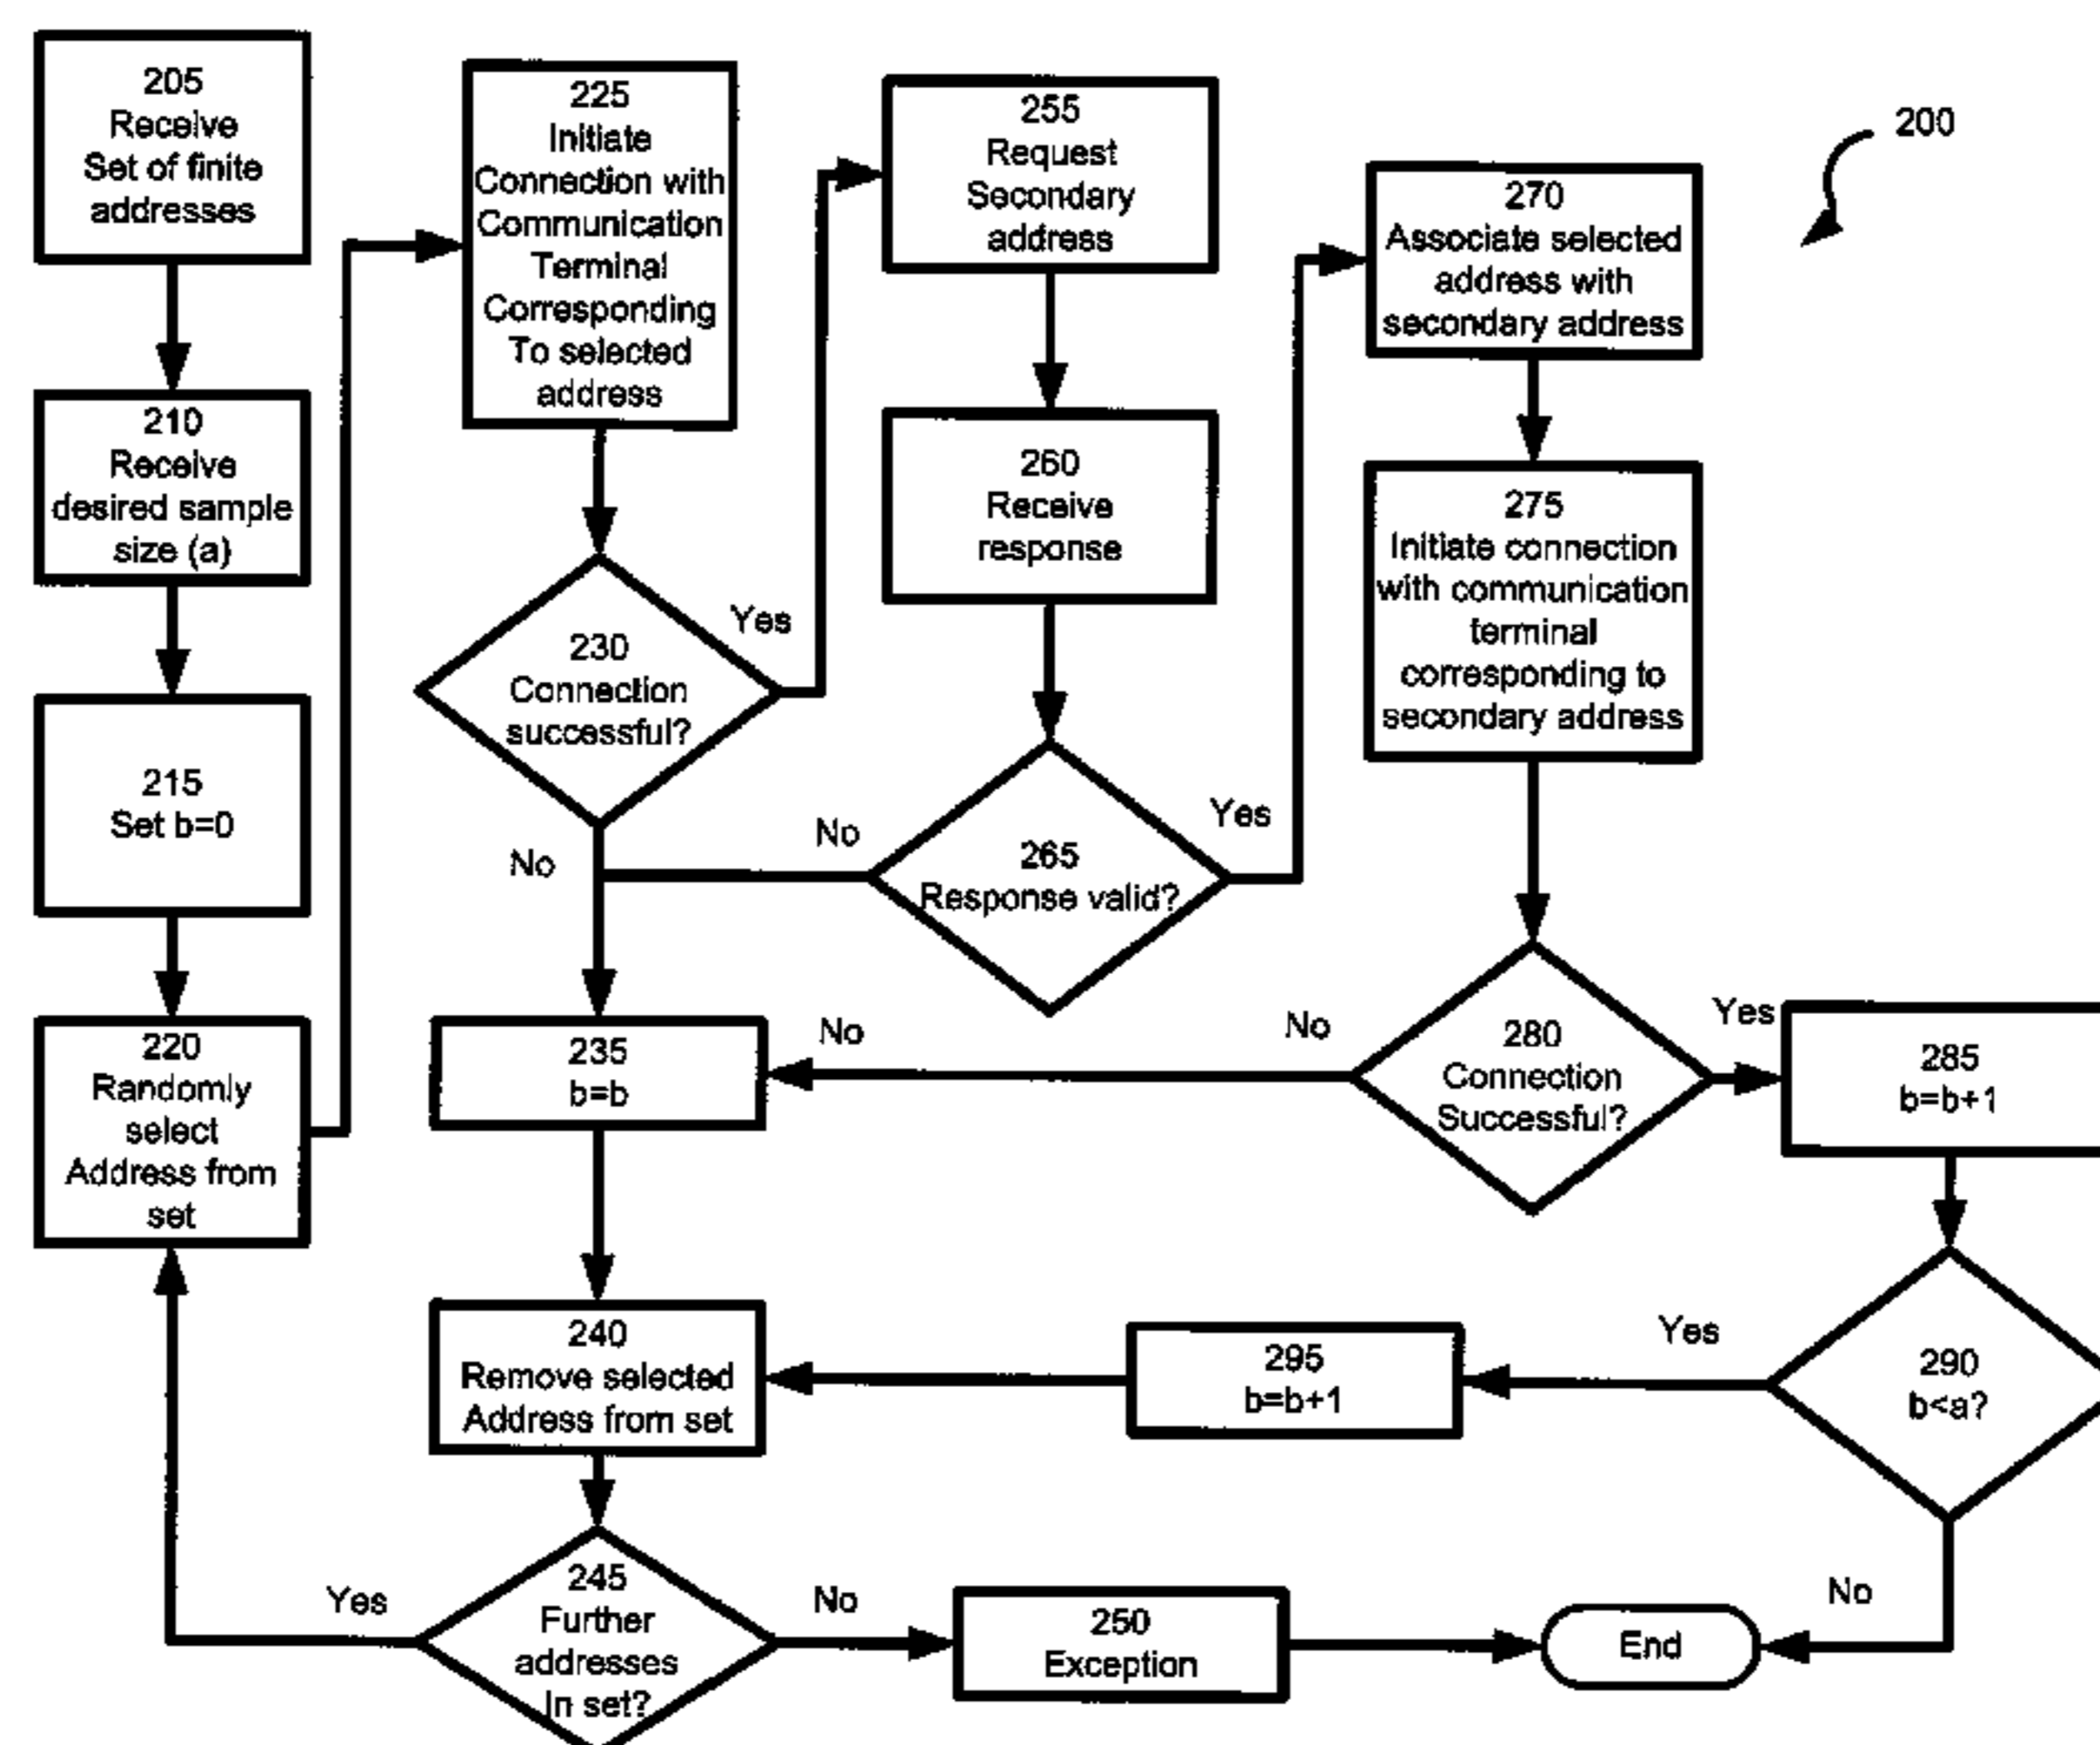 205
Receive
Set of finite
addresses
210
Receive
desired sample
size (a)
215
Set b=0
220
Randomly
select
Address from
set
225
Initiate
Connection with
Communication
Terminal
Corresponding
To selected
address
230
Connection
successful?
Yes
No
235
b=b
240
Remove selected
Address from set
245
Further
addresses
In set?
Yes
No
250
Exception
255
Request
Secondary
address
260
Receive
response
265
Response valid?
No
Yes
270
Associate selected
address with
secondary address
275
Initiate connection
with communication
terminal
corresponding to
secondary address
280
Connection
Successful?
No
No
Yes
285
b=b+1
290
b<a?
Yes
No
295
b=b+1
End
200